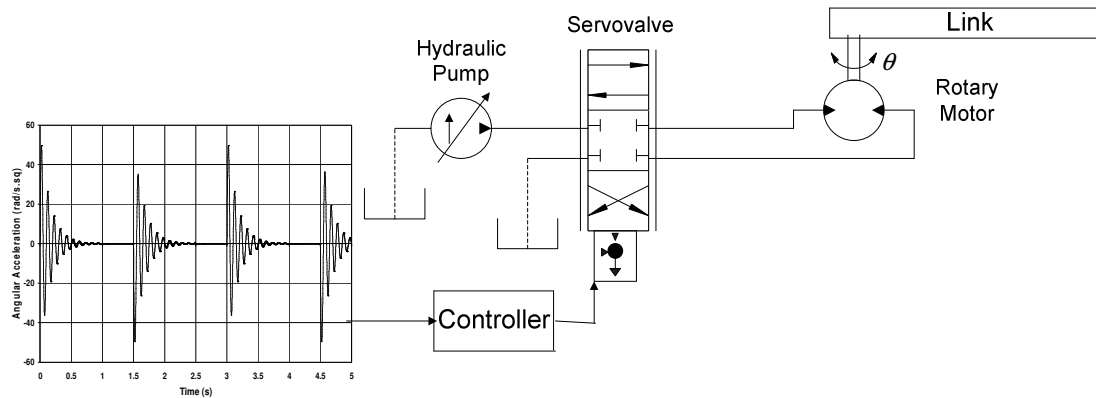 Link
Servovalve
Hydraulic
Pump
θ
Rotary
Motor
Angular Acceleration (rad/s.sq)
60
40
20
0
-20
-40
-60
0 0.5 1 1.5 2 2.5 3 3.5 4 4.5 5
Time (s)
Controller